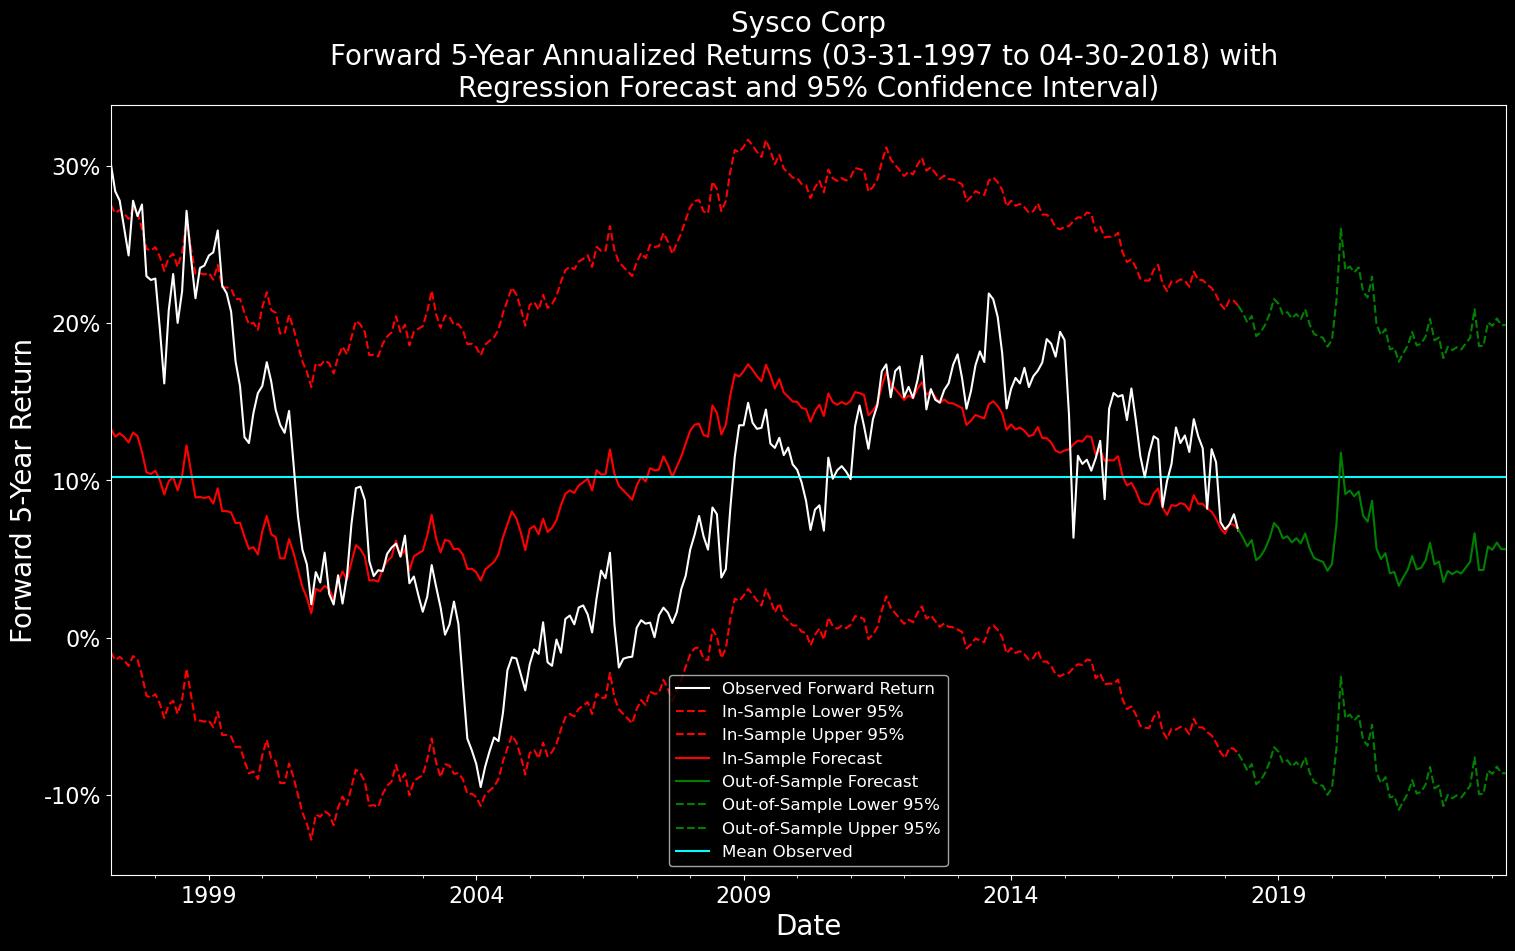 Sysco Corp
Forward 5-Year Annualized Returns (03-31-1997 to 04-30-2018) with
Regression Forecast and 95% Confidence Interval)
Forward 5-Year Return
30%
20%
10%
0%
-10%
Observed Forward Return
In-Sample Lower 95%
In-Sample Upper 95%
In-Sample Forecast
Out-of-Sample Forecast
Out-of-Sample Lower 95%
Out-of-Sample Upper 95%
Mean Observed
1999 2004 2009 2014 2019
Date